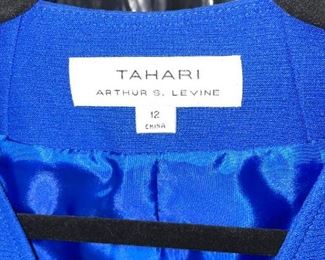 TAHARI
ARTHUR S. LEVINE
12
CHINA